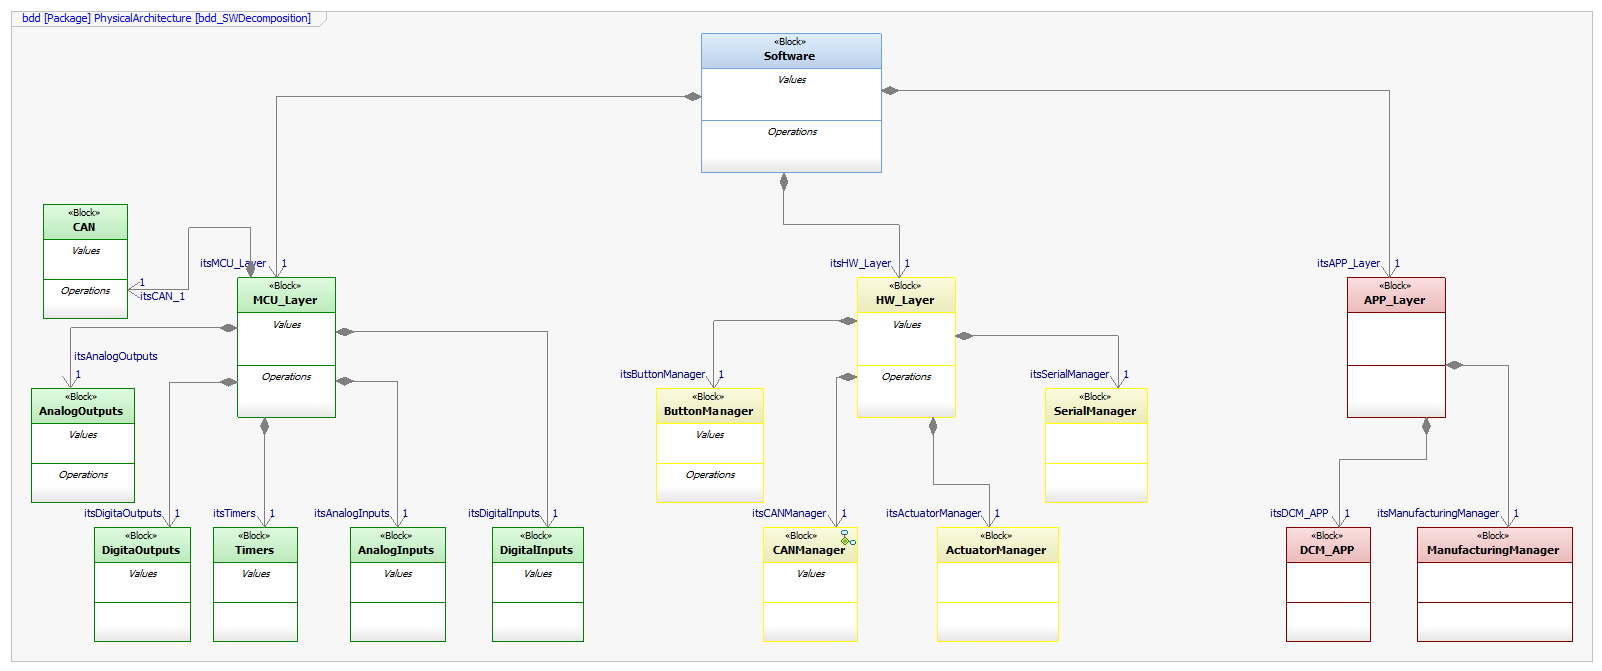 bdd [Package] PhysicalArchitecture [bdd_SWDecomposition]
«Block»
Software
Values
Operations
«Block»
CAN
Values
Operations
1
itsCAN_1
itsMCU_Layer
1
«Block»
MCU_Layer
Values
Operations
itsHW_Layer
1
«Block»
HW_Layer
Values
Operations
itsAPP_Layer
1
«Block»
APP_Layer
itsAnalogOutputs
1
«Block»
AnalogOutputs
Values
Operations
itsButtonManager
1
«Block»
ButtonManager
Values
Operations
itsSerialManager
1
«Block»
SerialManager
itsDigitaOutputs
1
«Block»
DigitaOutputs
Values
itsTimers
1
«Block»
Timers
Values
itsAnalogInputs
1
«Block»
AnalogInputs
Values
itsDigitalInputs
1
«Block»
DigitalInputs
Values
itsCANManager
1
«Block»
CANManager
Values
itsActuatorManager
1
«Block»
ActuatorManager
itsDCM_APP
1
«Block»
DCM_APP
itsManufacturingManager
1
«Block»
ManufacturingManager